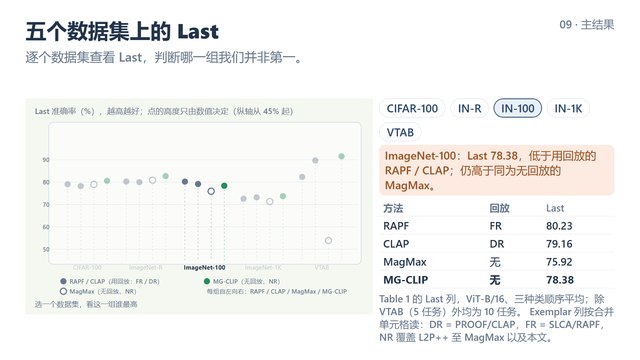 五个数据集上的 Last
09 · 主结果
逐个数据集查看 Last，判断哪一组我们并非第一。
Last 准确率（%），越高越好；点的高度只由数值决定（纵轴从 45% 起）
90
80
70
60
50
CIFAR-100
ImageNet-R
ImageNet-100
ImageNet-1K
VTAB
RAPF / CLAP（用回放：FR / DR）
MG-CLIP（无回放，NR）
MagMax（无回放，NR）
每组自左向右：RAPF / CLAP / MagMax / MG-CLIP
选一个数据集，看这一组谁最高
CIFAR-100
IN-R
IN-100
IN-1K
VTAB
ImageNet-100：Last 78.38，低于用回放的
RAPF / CLAP；仍高于同为无回放的
MagMax。
方法 回放 Last
RAPF FR 80.23
CLAP DR 79.16
MagMax 无 75.92
MG-CLIP 无 78.38
Table 1 的 Last 列，ViT-B/16，三种类顺序平均；除
VTAB（5 任务）外均为 10 任务。 Exemplar 列按合并
单元格读：DR = PROOF/CLAP，FR = SLCA/RAPF，
NR 覆盖 L2P++ 至 MagMax 以及本文。